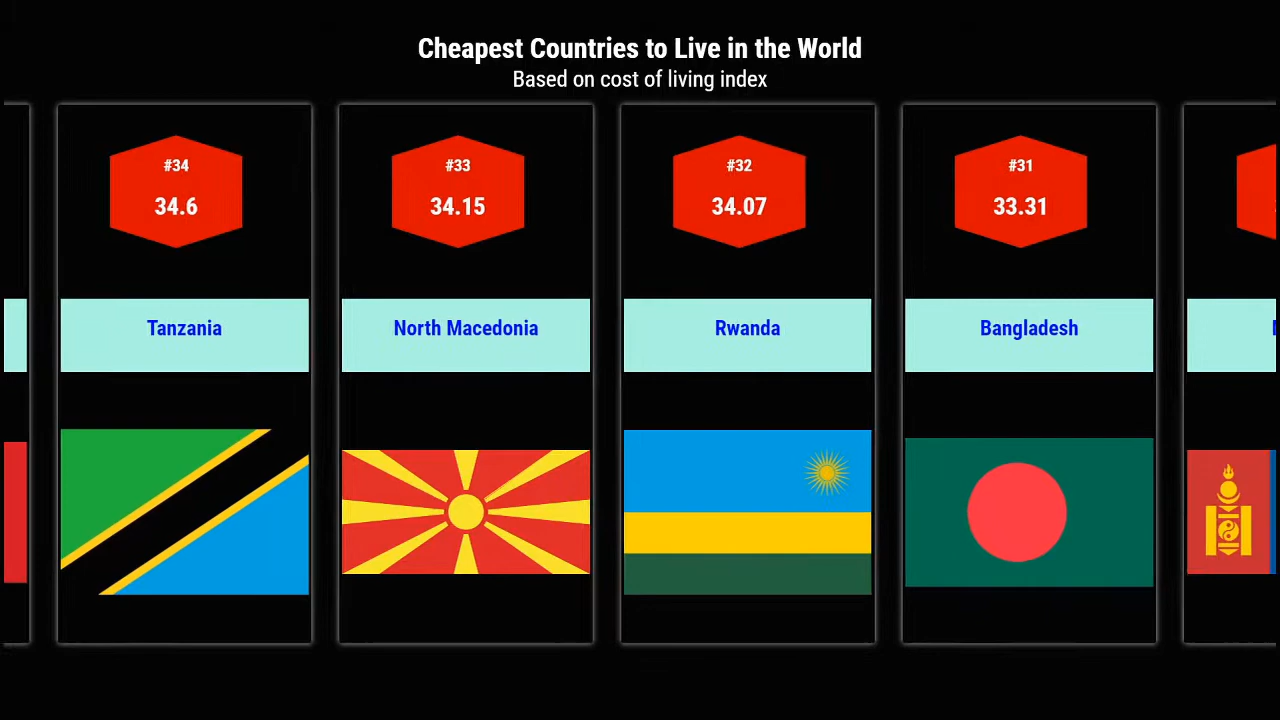 Cheapest Countries to Live in the World
Based on cost of living index
#34
34.6
Tanzania
#33
34.15
North Macedonia
#32
34.07
Rwanda
#31
33.31
Bangladesh